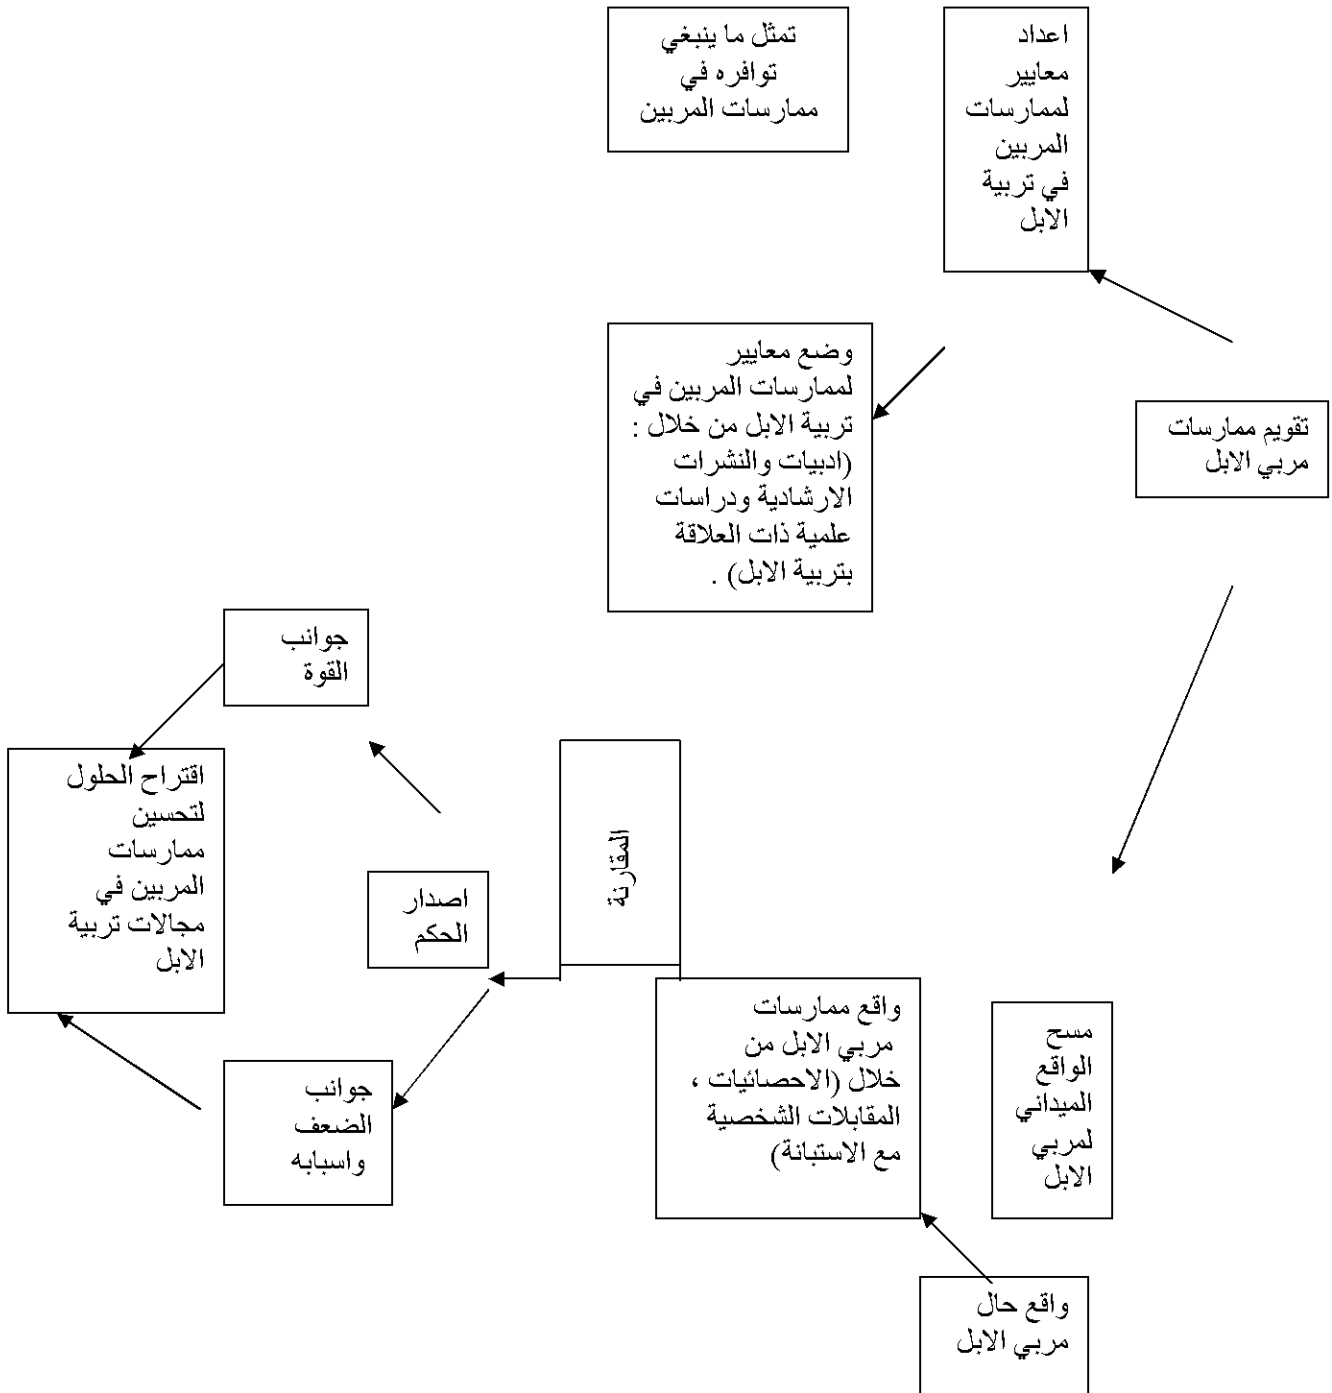 اعداد
معايير
لممارسات
المربين
في تربية
الابل
تمثل ما ينبغي
توافره في
ممارسات المربين
وضع معايير
لممارسات المربين في
تربية الابل من خلال :
(ادبيات والنشرات
الارشادية ودراسات
علمية ذات العلاقة
بتربية الابل) .
تقويم ممارسات
مربي الابل
مسح
الواقع
الميداني
لمربي
الابل
واقع حال
مربي الابل
واقع ممارسات
مربي الابل من
خلال (الاحصائيات ،
المقابلات الشخصية
مع الاستبانة)
المقارنة
اصدار
الحكم
جوانب
القوة
جوانب
الضعف
واسبابه
اقتراح الحلول
لتحسين
ممارسات
المربين في
مجالات تربية
الابل